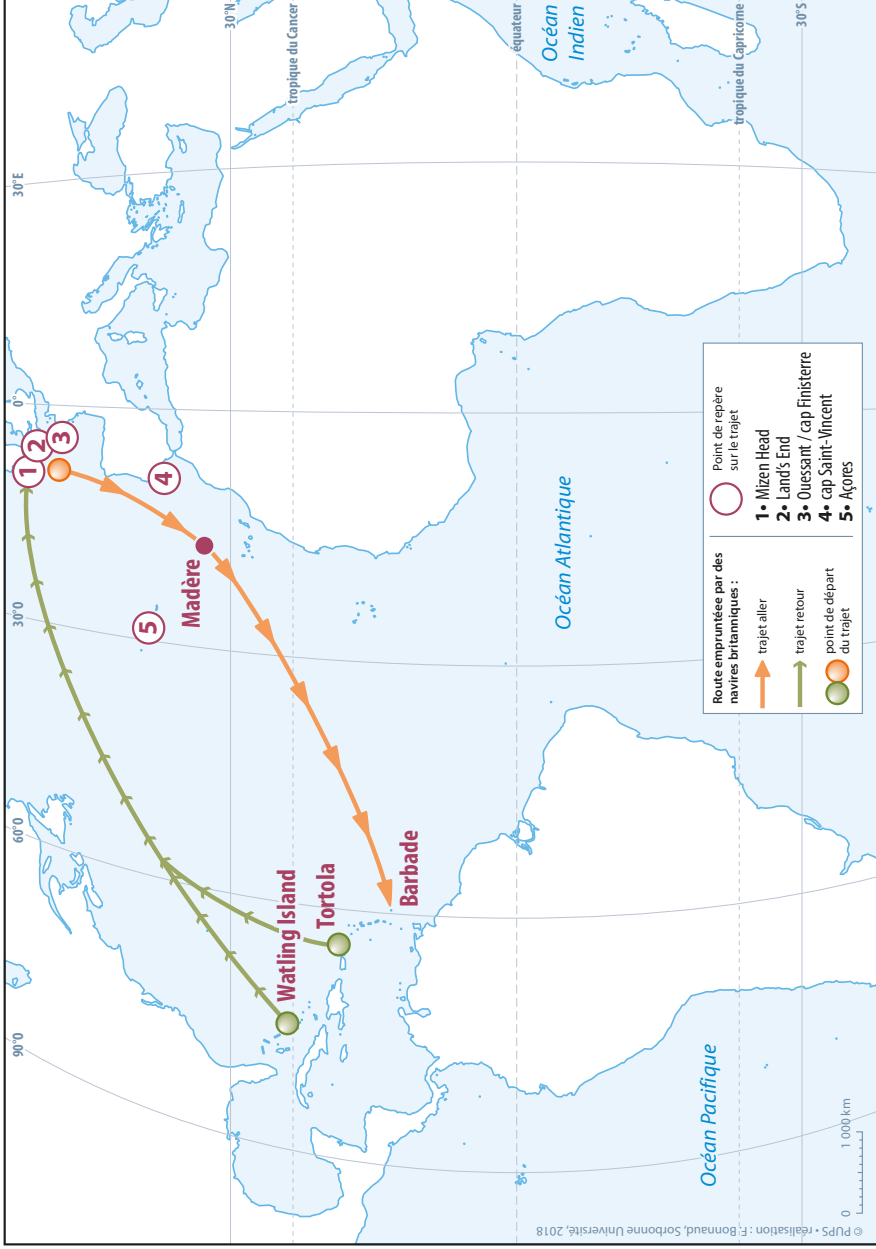 90°O
60°O
30°O
0°
30°E
30°N
tropique du Cancer
équateur
tropique du Capricorne
30°S
1
2
3
4
5
Madère
Watling Island
Tortola
Barbade
Océan Atlantique
Océan
Indien
Océan Pacifique
Route empruntéee par des
navires britanniques :
trajet aller
trajet retour
point de départ
du trajet
Point de repère
sur le trajet
1• Mizen Head
2• Land's End
3• Ouessant / cap Finisterre
4• cap Saint-Vincent
5• Açores
0 1 000 km
© PUPS • réalisation : F. Bonnaud, Sorbonne Université, 2018